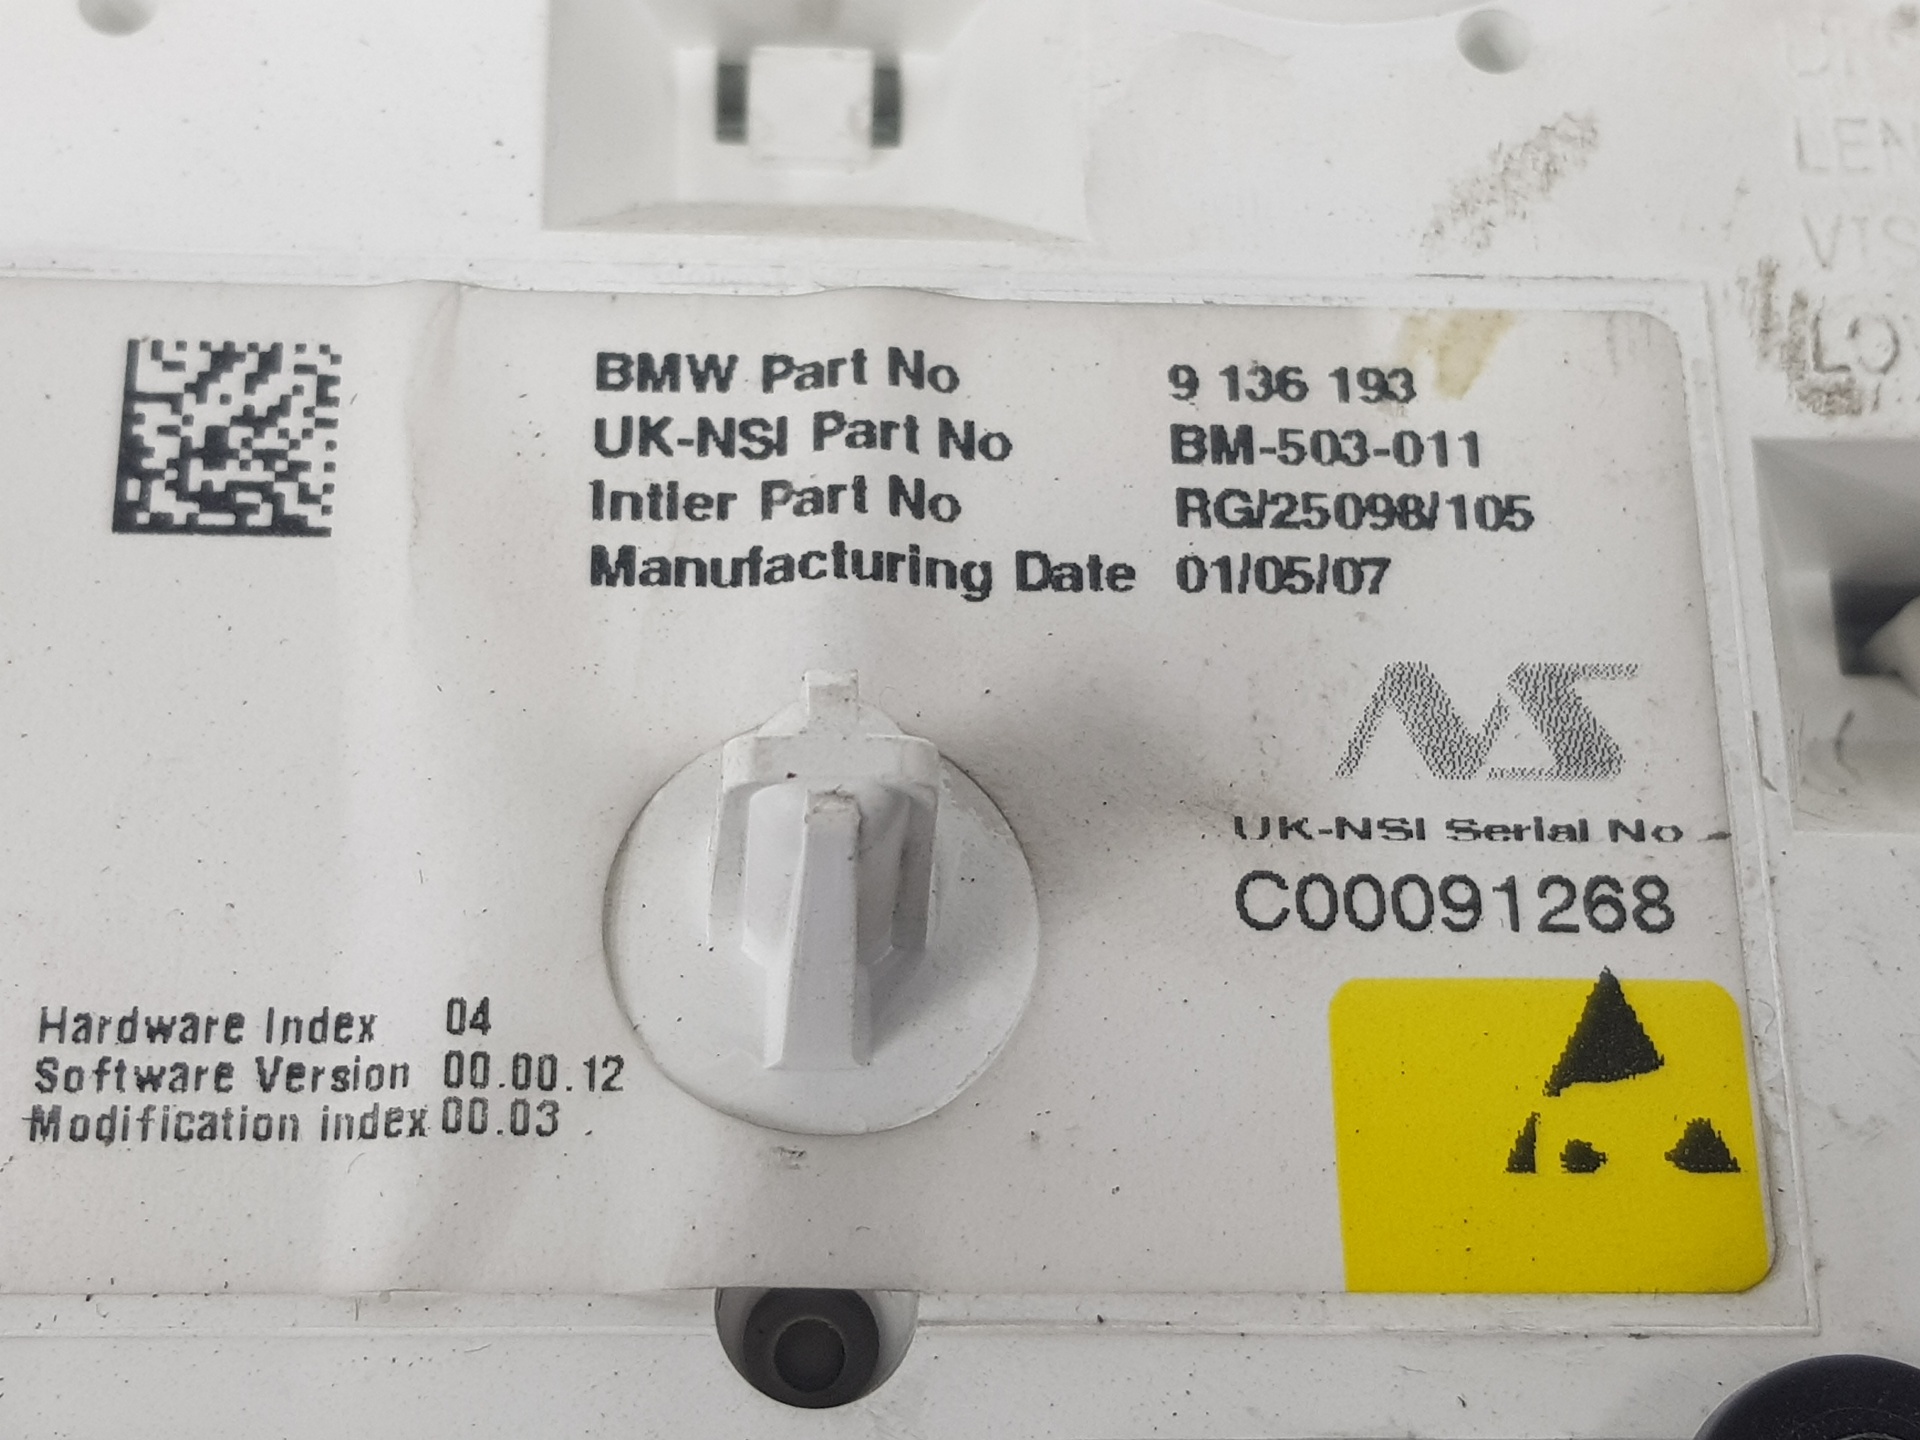 BMW Part No 9 136 193
UK-NSI Part No BM-503-011
Intier Part No RG/25098/105
Manufacturing Date 01/05/07
NS
UK-NSI Serial No
C00091268
Hardware Index 04
Software Version 00.00.12
Modification index 00.03